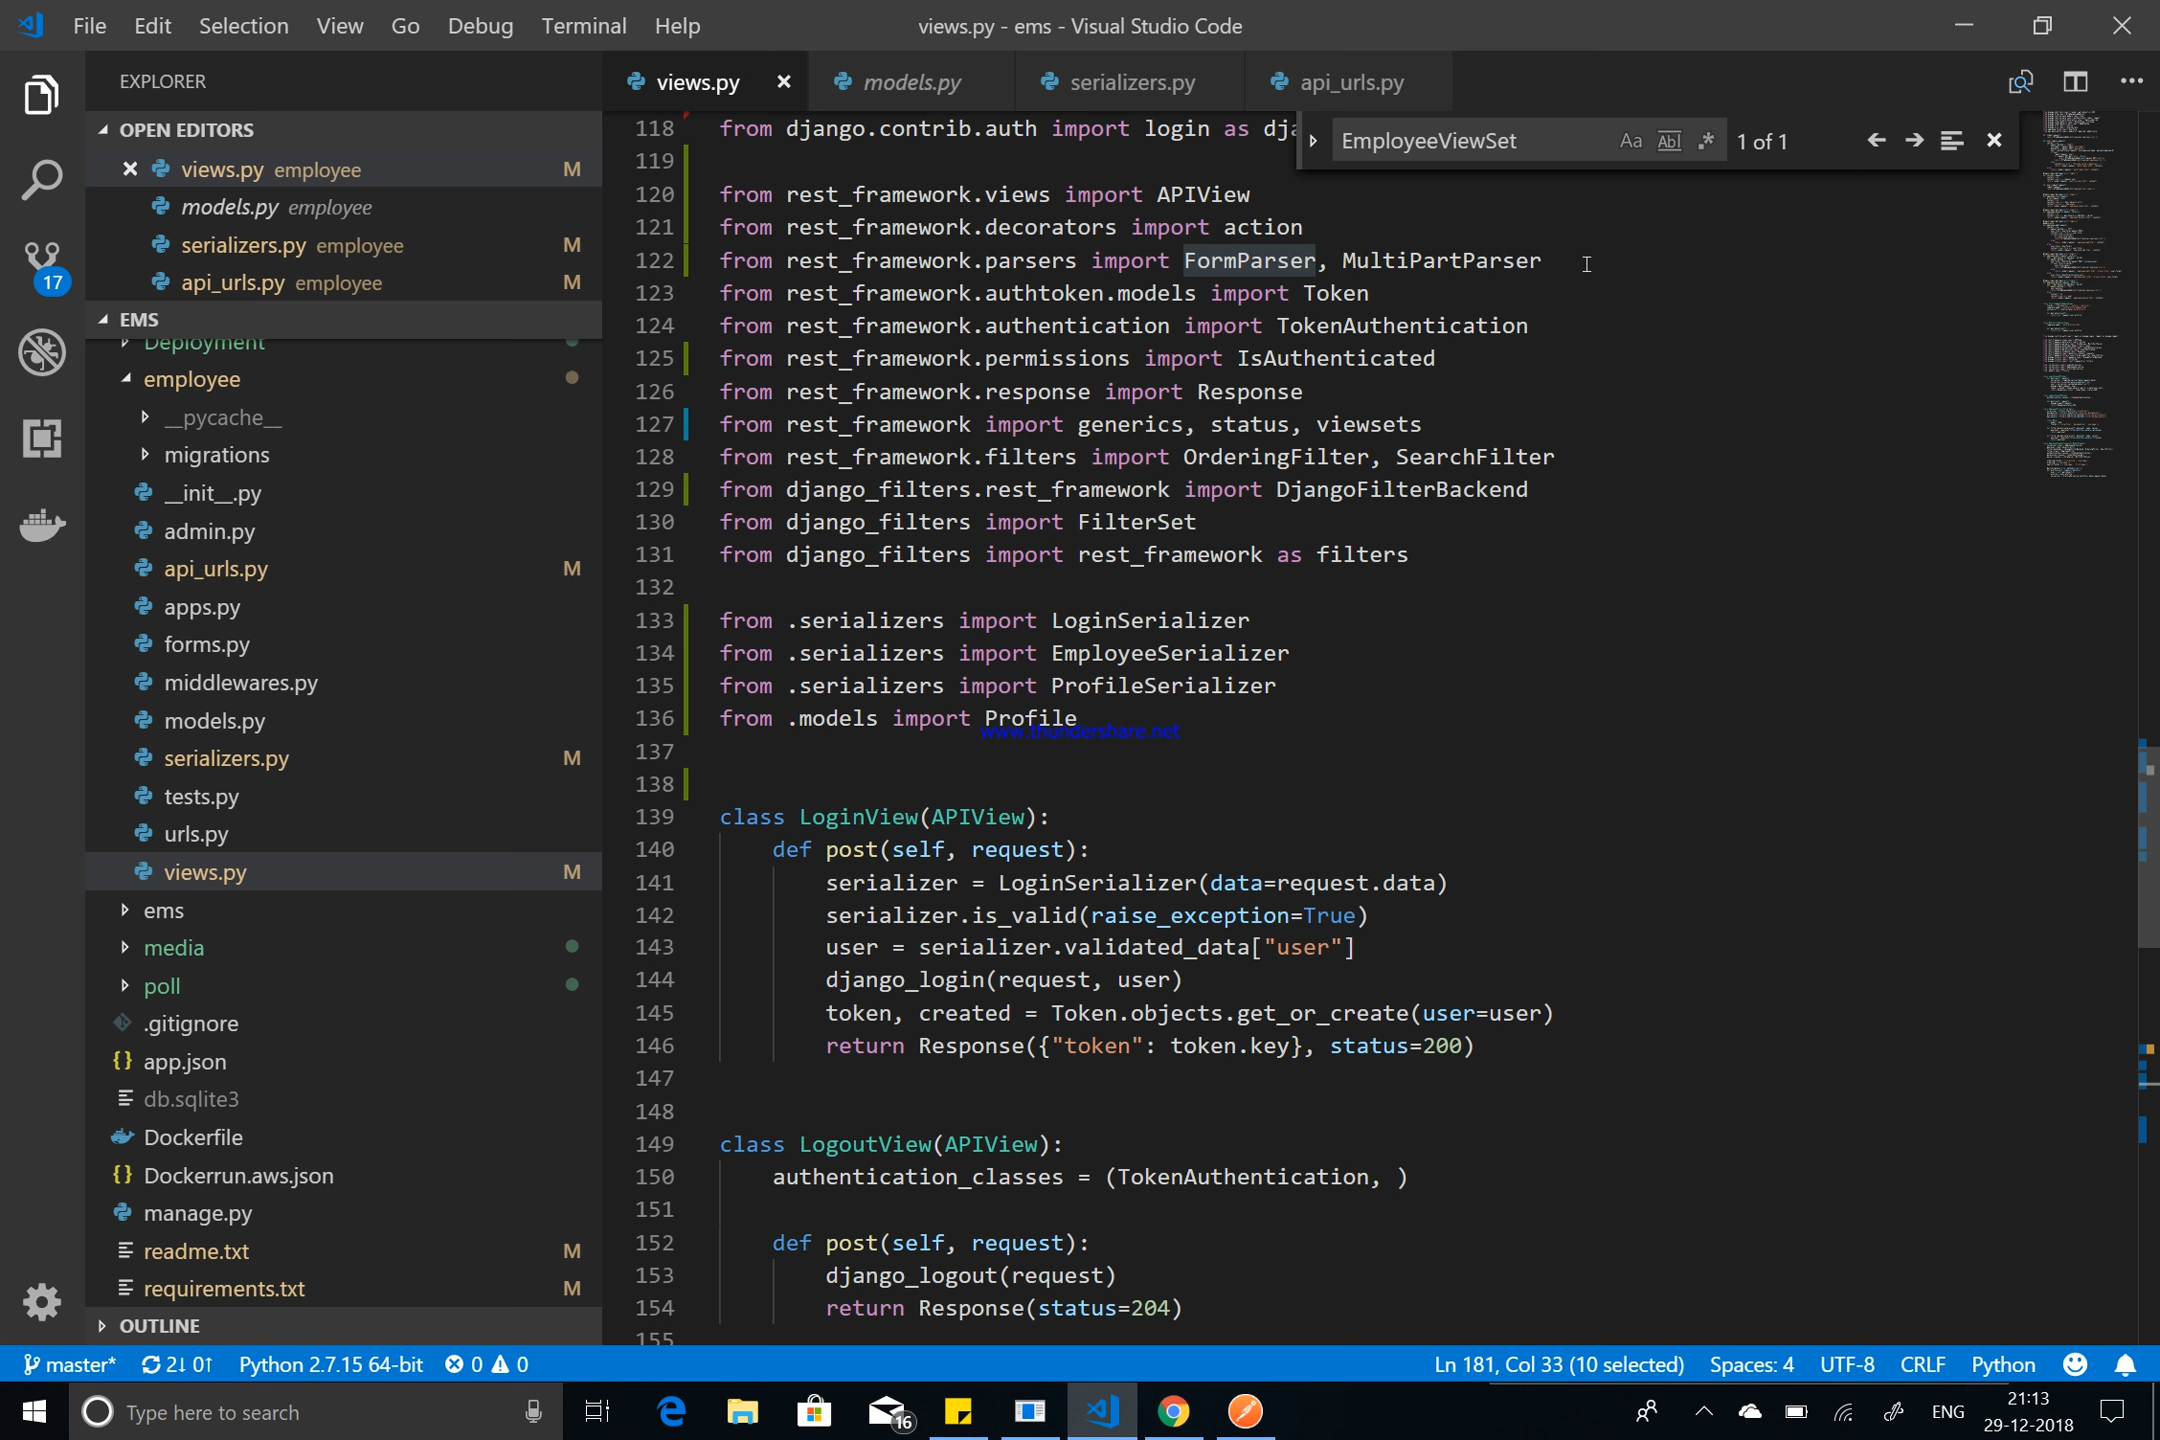 File Edit Selection View Go Debug Terminal Help views.py - ems - Visual Studio Code
EXPLORER
OPEN EDITORS
views.py employee M
models.py employee
serializers.py employee M
api_urls.py employee M
17
EMS
Deployment
employee
__pycache__
migrations
__init__.py
admin.py
api_urls.py M
apps.py
forms.py
middlewares.py
models.py
serializers.py M
tests.py
urls.py
views.py M
ems
media
poll
.gitignore
app.json
db.sqlite3
Dockerfile
Dockerrun.aws.json
manage.py
readme.txt M
requirements.txt M
OUTLINE
views.py models.py serializers.py api_urls.py
EmployeeViewSet Aa Abl .* 1 of 1
118 from django.contrib.auth import login as dja
119
120 from rest_framework.views import APIView
121 from rest_framework.decorators import action
122 from rest_framework.parsers import FormParser, MultiPartParser
123 from rest_framework.authtoken.models import Token
124 from rest_framework.authentication import TokenAuthentication
125 from rest_framework.permissions import IsAuthenticated
126 from rest_framework.response import Response
127 from rest_framework import generics, status, viewsets
128 from rest_framework.filters import OrderingFilter, SearchFilter
129 from django_filters.rest_framework import DjangoFilterBackend
130 from django_filters import FilterSet
131 from django_filters import rest_framework as filters
132
133 from .serializers import LoginSerializer
134 from .serializers import EmployeeSerializer
135 from .serializers import ProfileSerializer
136 from .models import Profile
www.thundershare.net
137
138
139 class LoginView(APIView):
140 def post(self, request):
141 serializer = LoginSerializer(data=request.data)
142 serializer.is_valid(raise_exception=True)
143 user = serializer.validated_data["user"]
144 django_login(request, user)
145 token, created = Token.objects.get_or_create(user=user)
146 return Response({"token": token.key}, status=200)
147
148
149 class LogoutView(APIView):
150 authentication_classes = (TokenAuthentication, )
151
152 def post(self, request):
153 django_logout(request)
154 return Response(status=204)
155
master* 2↓ 0↑ Python 2.7.15 64-bit 0 0 Ln 181, Col 33 (10 selected) Spaces: 4 UTF-8 CRLF Python
Type here to search 16 ENG 21:13
29-12-2018